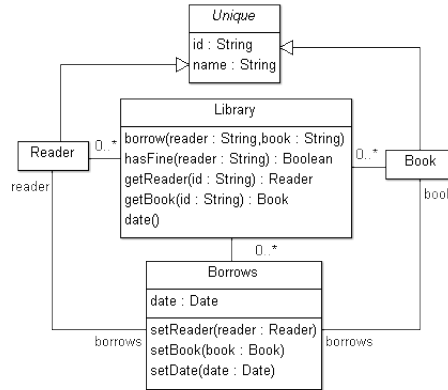 Unique
id : String
name : String
Library
borrow(reader : String,book : String)
hasFine(reader : String) : Boolean
getReader(id : String) : Reader
getBook(id : String) : Book
date()
Reader
0..*
reader
0..*
Book
book
0..*
Borrows
date : Date
setReader(reader : Reader)
setBook(book : Book)
setDate(date : Date)
borrows
borrows